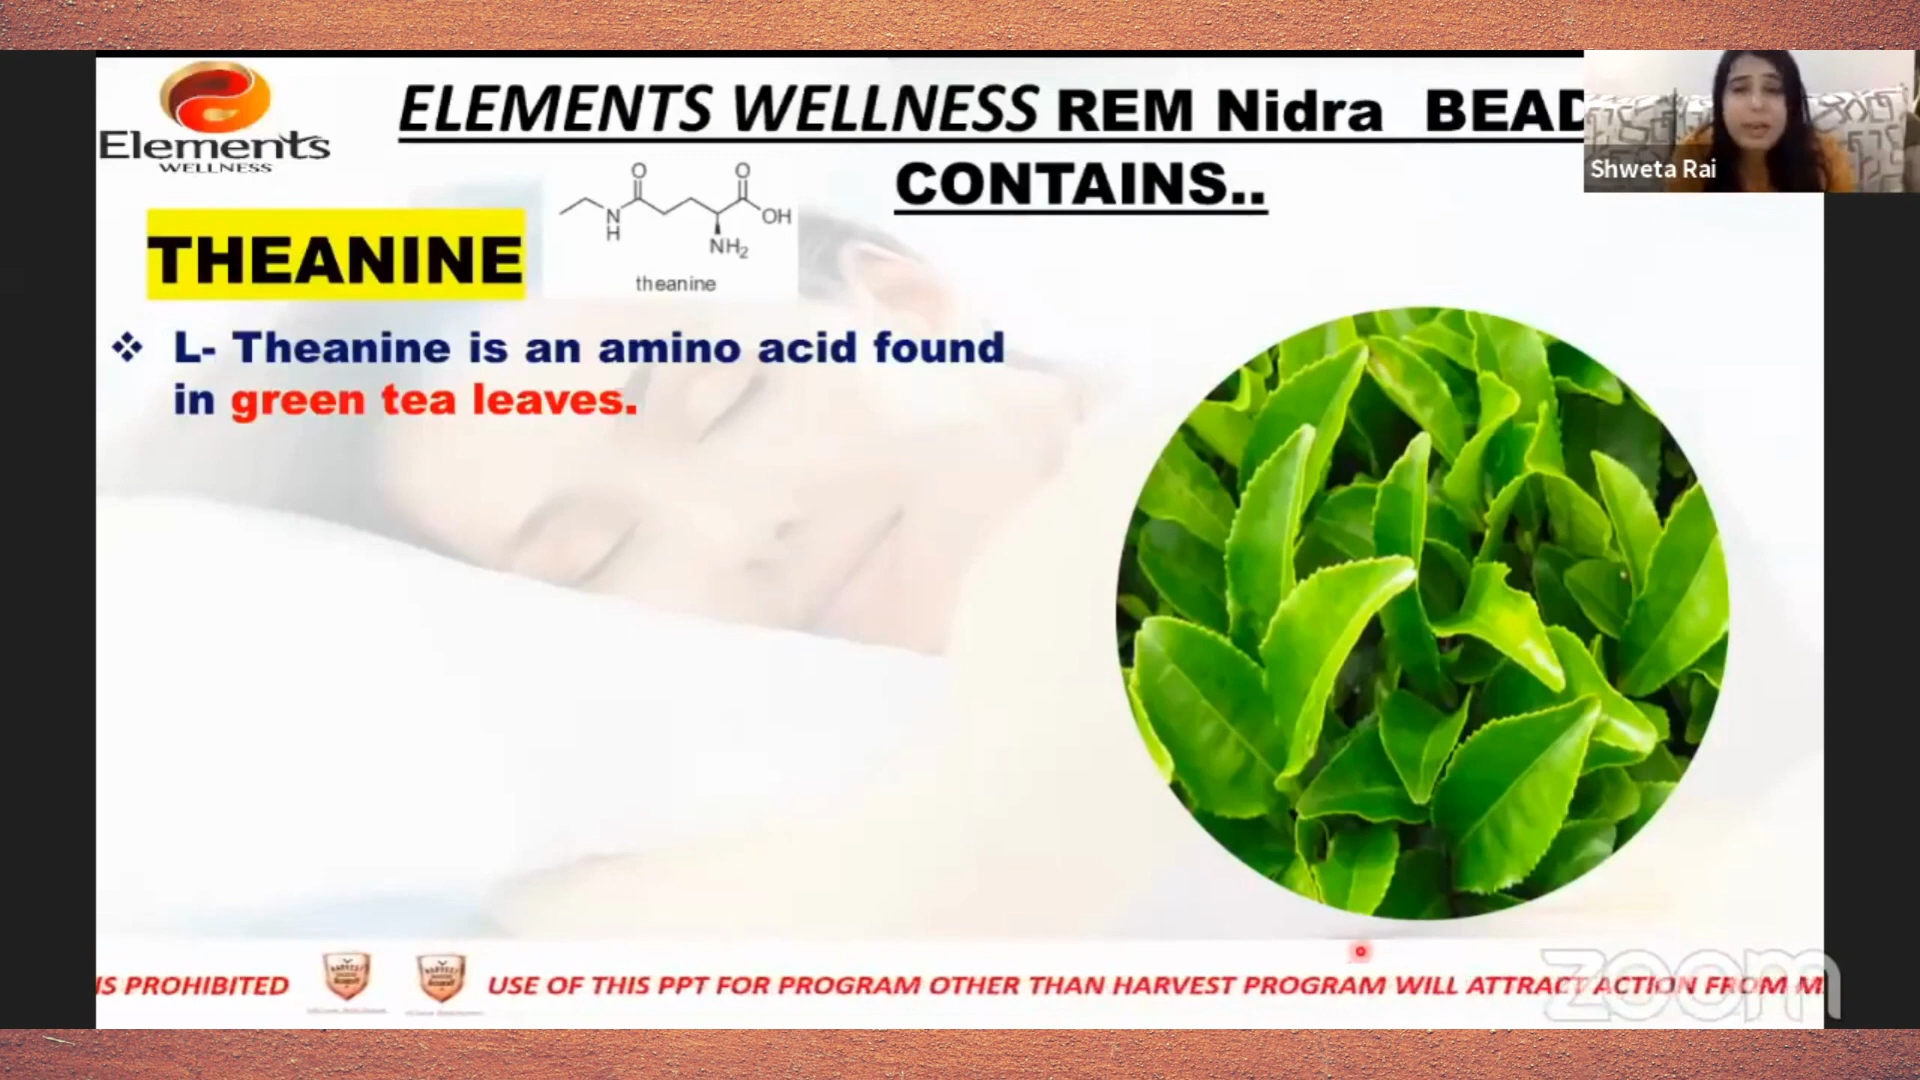 Elements
WELLNESS
ELEMENTS WELLNESS REM Nidra BEAD
CONTAINS..
Shweta Rai
THEANINE
O
O
N
H
OH
NH2
theanine
❖ L- Theanine is an amino acid found
in green tea leaves.
IS PROHIBITED
HARVEST
HARVEST
USE OF THIS PPT FOR PROGRAM OTHER THAN HARVEST PROGRAM WILL ATTRACT ACTION FROM M
zoom